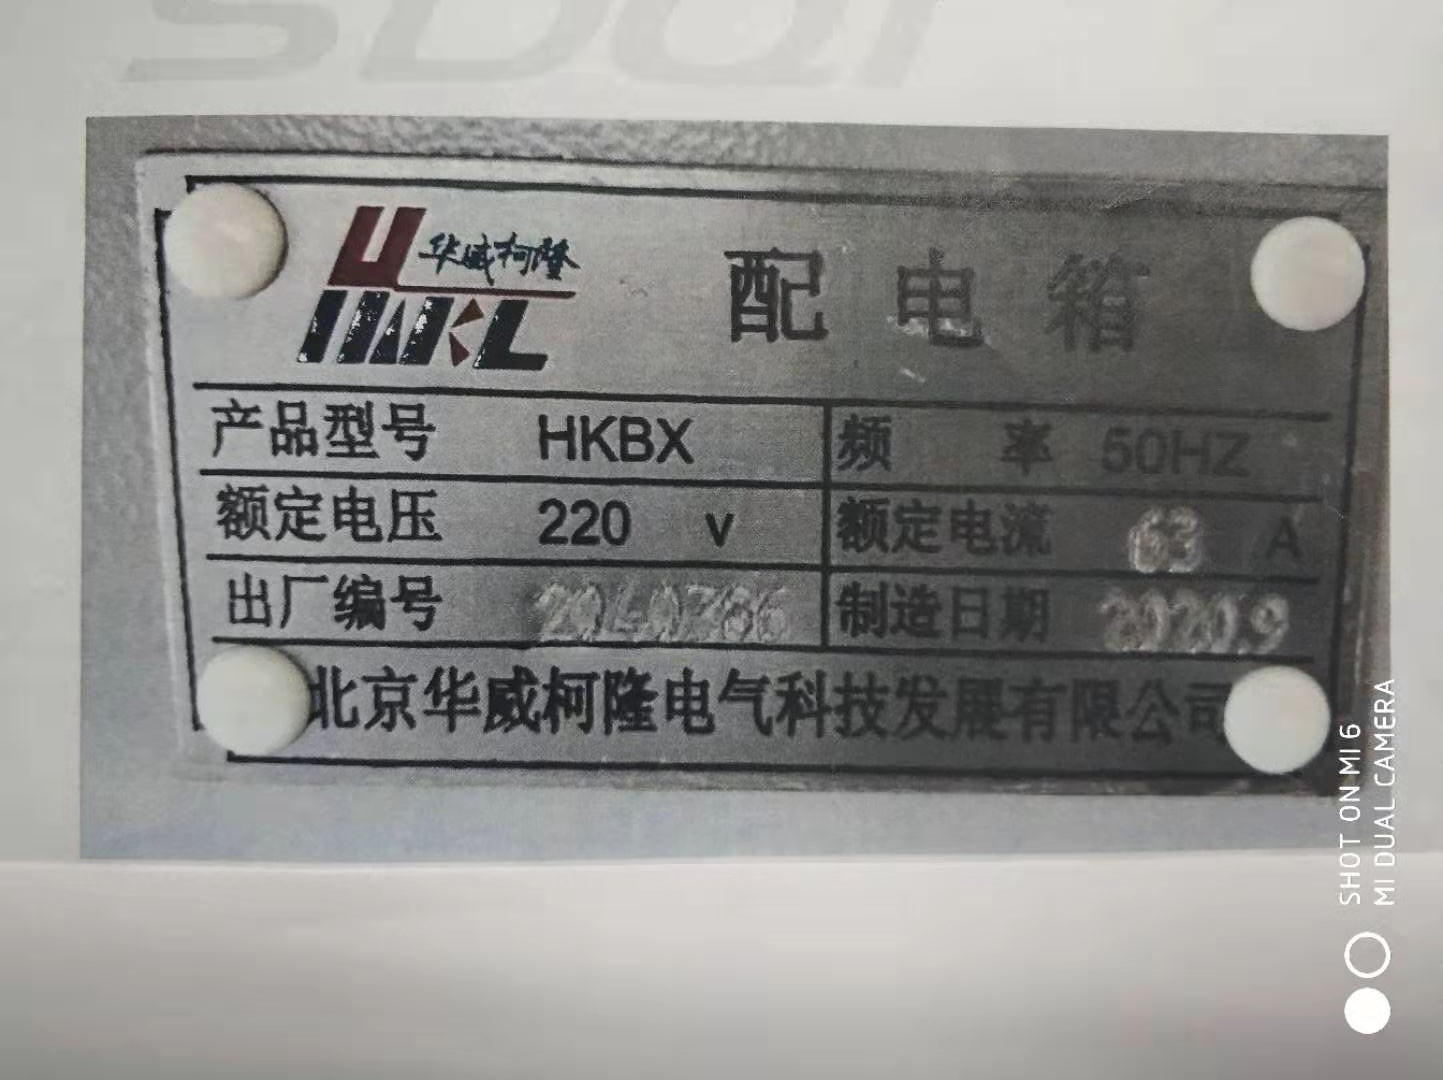 SDQI
华威柯隆
HKL
配电箱
产品型号 HKBX 频率 50HZ
额定电压 220 v 额定电流 63 A
出厂编号 制造日期 2020.9
北京华威柯隆电气科技发展有限公司
SHOT ON MI 6
MI DUAL CAMERA